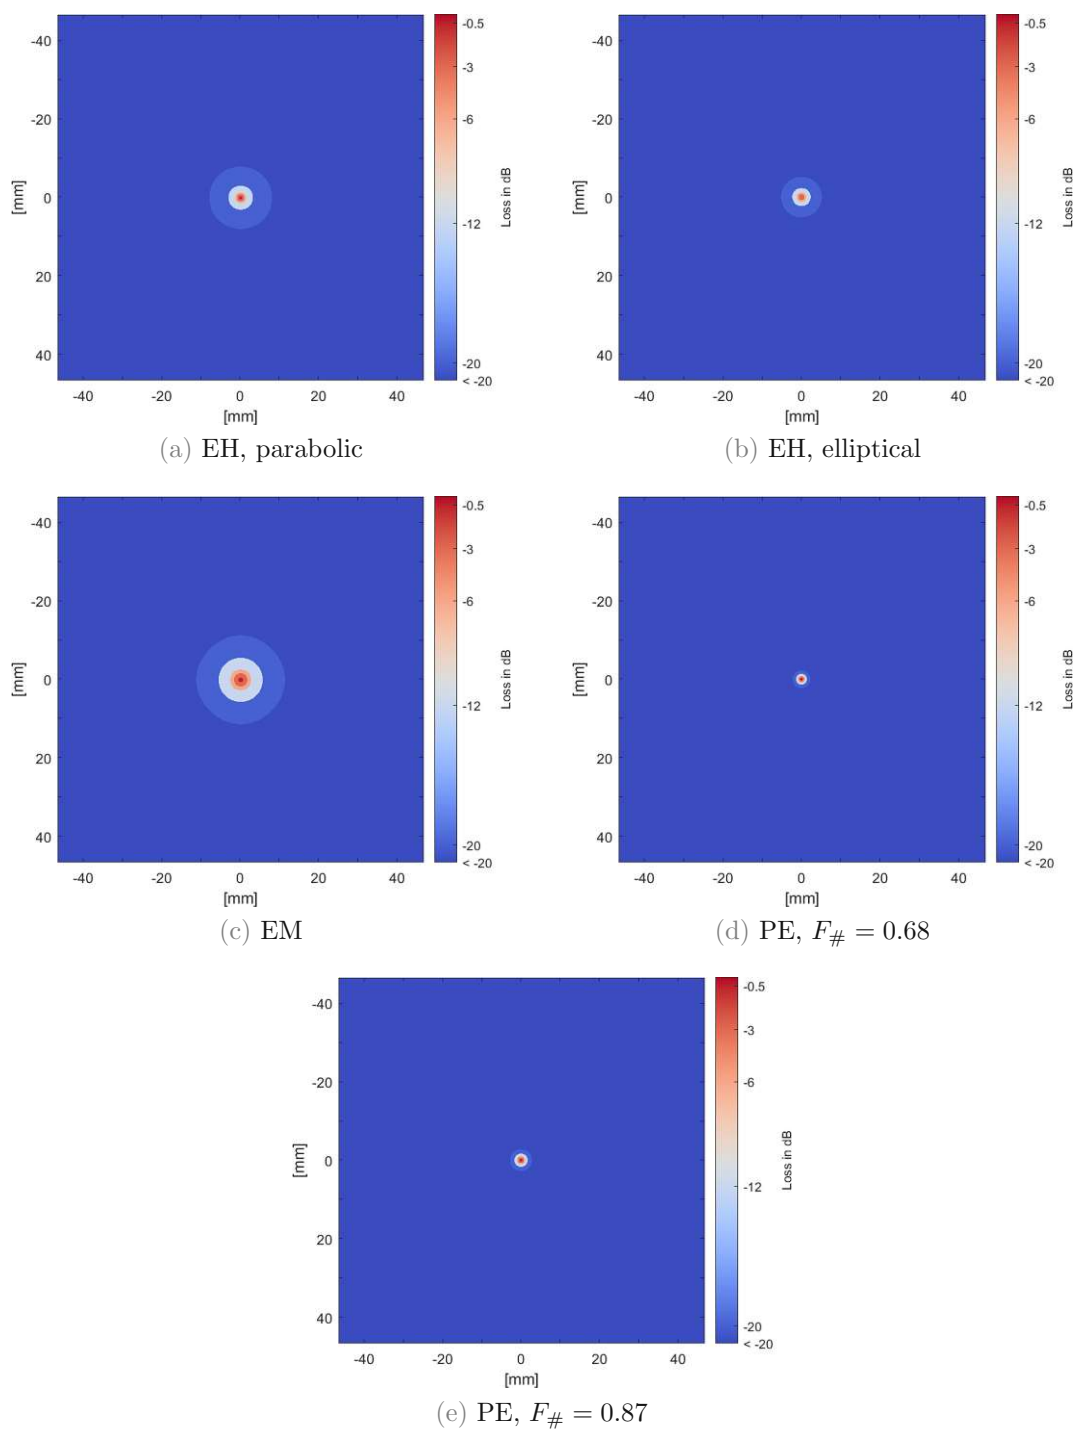 -40
-20
0
20
40
[mm]
-40 -20 0 20 40
[mm]
-0.5
-3
-6
-12
-20
< -20
Loss in dB
(a) EH, parabolic
-40
-20
0
20
40
[mm]
-40 -20 0 20 40
[mm]
-0.5
-3
-6
-12
-20
< -20
Loss in dB
(b) EH, elliptical
-40
-20
0
20
40
[mm]
-40 -20 0 20 40
[mm]
-0.5
-3
-6
-12
-20
< -20
Loss in dB
(c) EM
-40
-20
0
20
40
[mm]
-40 -20 0 20 40
[mm]
-0.5
-3
-6
-12
-20
< -20
Loss in dB
(d) PE, F# = 0.68
-40
-20
0
20
40
[mm]
-40 -20 0 20 40
[mm]
-0.5
-3
-6
-12
-20
< -20
Loss in dB
(e) PE, F# = 0.87